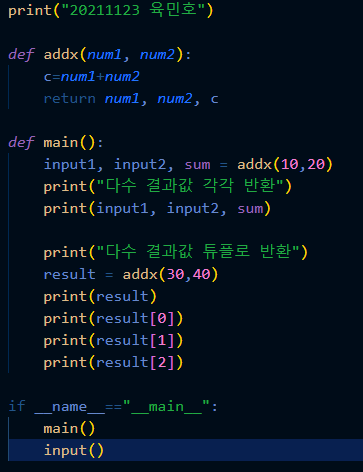 print("20211123 육민호")
def addx(num1, num2):
    c=num1+num2
    return num1, num2, c
def main():
    input1, input2, sum = addx(10,20)
    print("다수 결과값 각각 반환")
    print(input1, input2, sum)
    print("다수 결과값 튜플로 반환")
    result = addx(30,40)
    print(result)
    print(result[0])
    print(result[1])
    print(result[2])
if __name__=="__main__":
    main()
    input()